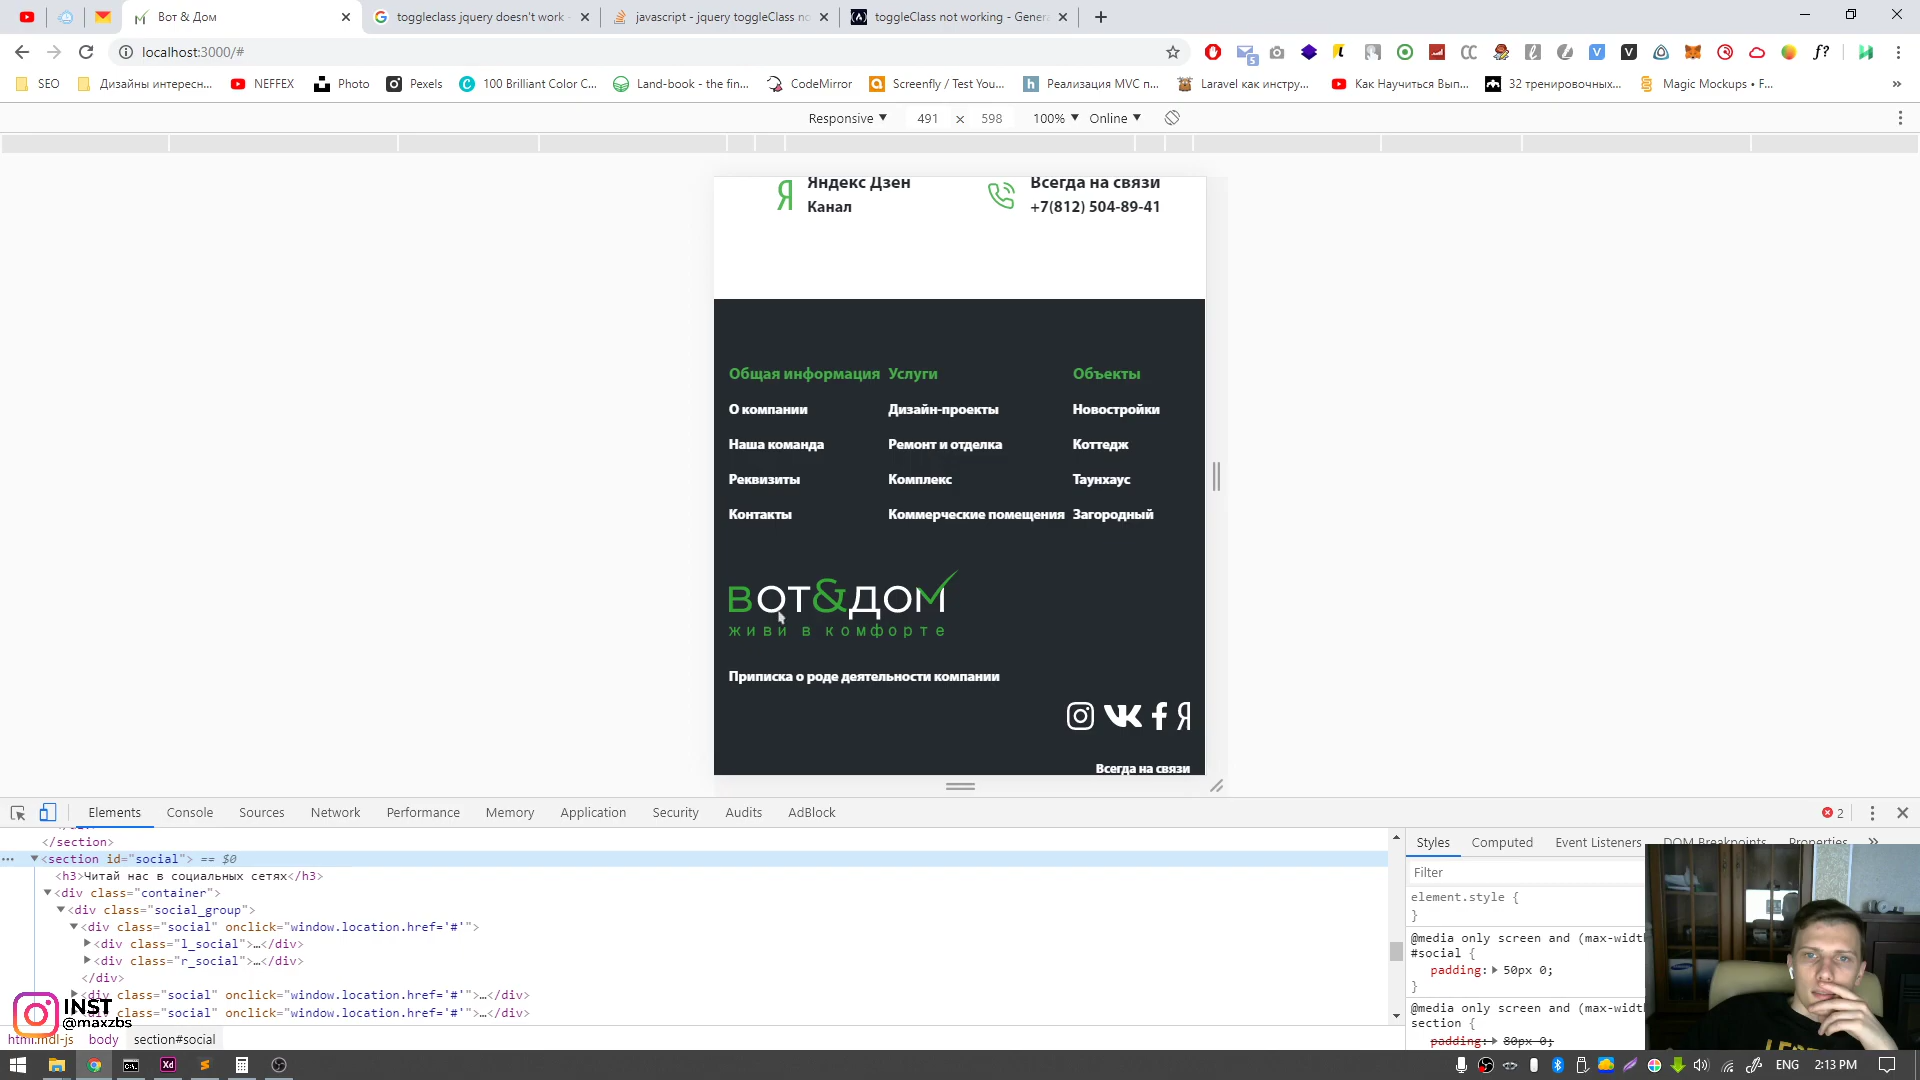 Вот & Дом
toggleclass jquery doesn't work -
javascript - jquery toggleClass no
toggleClass not working - Genera
localhost:3000/#
SEO
Дизайны интересн...
NEFFEX
Photo
Pexels
100 Brilliant Color C...
Land-book - the fin...
CodeMirror
Screenfly / Test You...
Реализация MVC п...
Laravel как инстру...
Как Научиться Вып...
32 тренировочных...
Magic Mockups • F...
Responsive
491 × 598
100%
Online
Яндекс Дзен
Канал
Всегда на связи
+7(812) 504-89-41
Общая информация
О компании
Наша команда
Реквизиты
Контакты
Услуги
Дизайн-проекты
Ремонт и отделка
Комплекс
Коммерческие помещения
Объекты
Новостройки
Коттедж
Таунхаус
Загородный
вот&дом
живи в комфорте
Приписка о роде деятельности компании
Всегда на связи
Elements
Console
Sources
Network
Performance
Memory
Application
Security
Audits
AdBlock
2
</section>
<section id="social"> == $0
<h3>Читай нас в социальных сетях</h3>
<div class="container">
<div class="social_group">
<div class="social" onclick="window.location.href='#'">
<div class="l_social">…</div>
<div class="r_social">…</div>
</div>
<div class="social" onclick="window.location.href='#'">…</div>
<div class="social" onclick="window.location.href='#'">…</div>
html.mdl-js
body
section#social
Styles
Computed
Event Listeners
DOM Breakpoints
Properties
Filter
element.style {
}
@media only screen and (max-widt
#social {
padding: 50px 0;
}
@media only screen and (max-widt
section {
padding: 80px 0;
INST
@maxzbs
ENG
2:13 PM